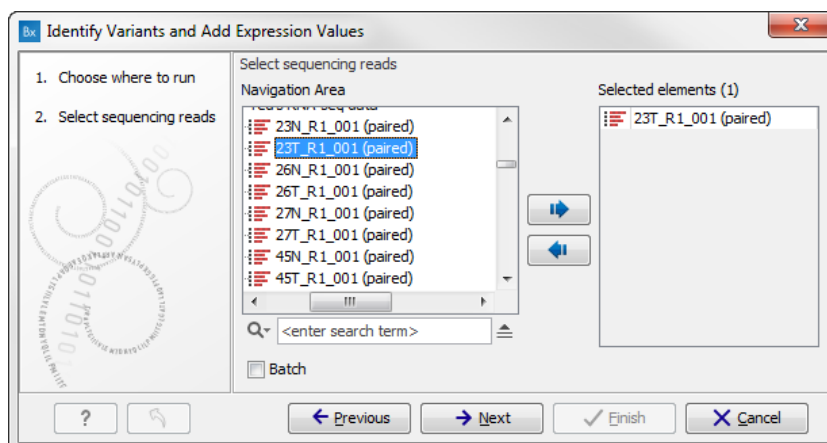 Bx Identify Variants and Add Expression Values
1. Choose where to run
2. Select sequencing reads
Select sequencing reads
Navigation Area
23N_R1_001 (paired)
23T_R1_001 (paired)
26N_R1_001 (paired)
26T_R1_001 (paired)
27N_R1_001 (paired)
27T_R1_001 (paired)
45N_R1_001 (paired)
45T_R1_001 (paired)
<enter search term>
Batch
Selected elements (1)
23T_R1_001 (paired)
?
Previous
Next
Finish
Cancel